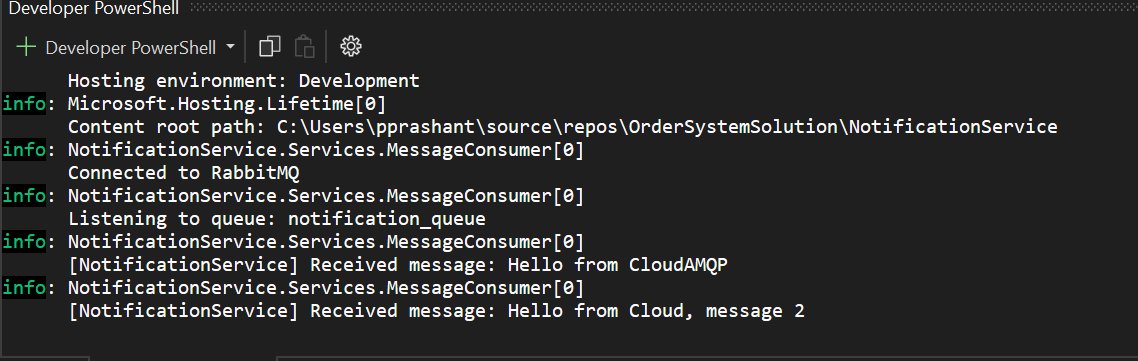 Developer PowerShell
Developer PowerShell
Hosting environment: Development
info: Microsoft.Hosting.Lifetime[0]
Content root path: C:\Users\pprashant\source\repos\OrderSystemSolution\NotificationService
info: NotificationService.Services.MessageConsumer[0]
Connected to RabbitMQ
info: NotificationService.Services.MessageConsumer[0]
Listening to queue: notification_queue
info: NotificationService.Services.MessageConsumer[0]
[NotificationService] Received message: Hello from CloudAMQP
info: NotificationService.Services.MessageConsumer[0]
[NotificationService] Received message: Hello from Cloud, message 2